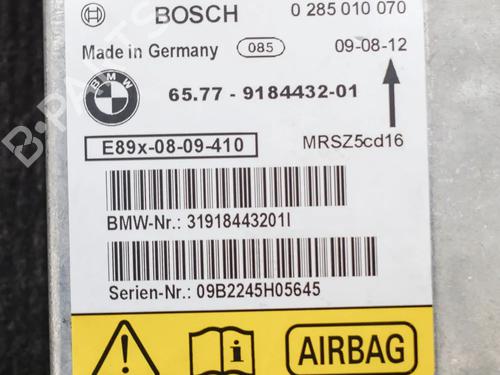 BOSCH 0 285 010 070
Made in Germany 085 09-08-12
BMW 65.77 - 9184432-01
E89x-08-09-410 MRSZ5cd16
BMW-Nr.: 31918443201I
Serien-Nr.: 09B2245H05645
AIRBAG